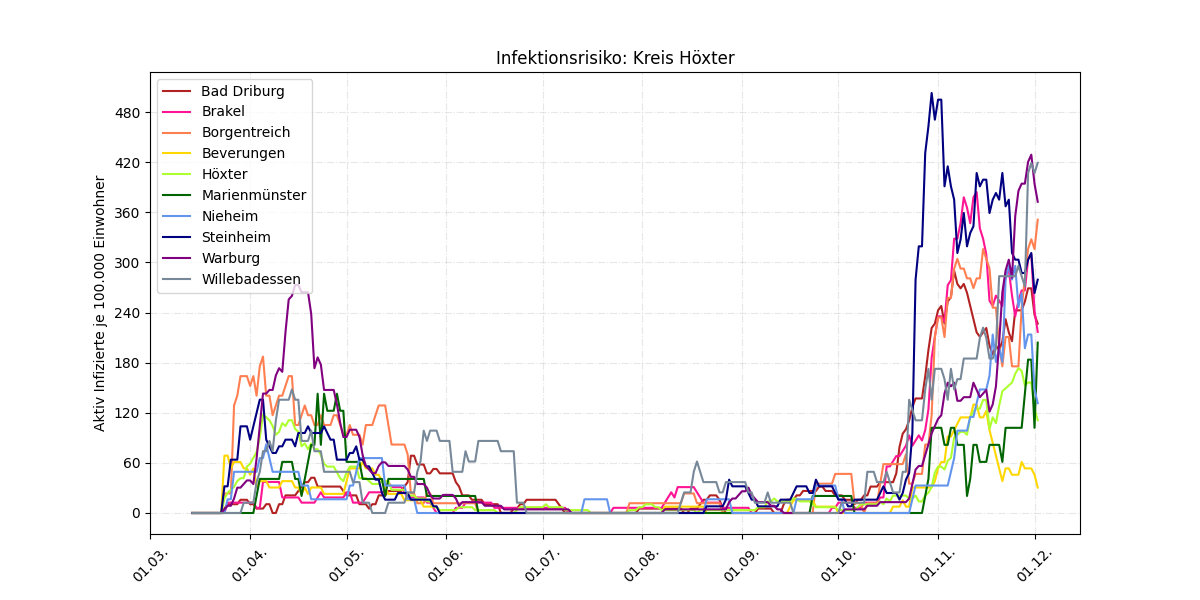 Infektionsrisiko: Kreis Höxter
Aktiv Infizierte je 100.000 Einwohner
480
420
360
300
240
180
120
60
0
Bad Driburg
Brakel
Borgentreich
Beverungen
Höxter
Marienmünster
Nieheim
Steinheim
Warburg
Willebadessen
01.03.
01.04.
01.05.
01.06.
01.07.
01.08.
01.09.
01.10.
01.11.
01.12.